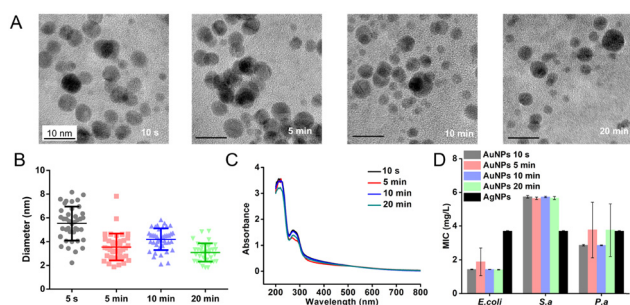 A
10 nm
10 s
5 min
10 min
20 min
B
Diameter (nm)
10
8
6
4
2
0
5 s
5 min
10 min
20 min
C
Absorbance
4
3
2
1
0
10 s
5 min
10 min
20 min
200 300 400 500 600 700 800
Wavelength (nm)
D
MIC (mg/L)
6
4
2
0
AuNPs 10 s
AuNPs 5 min
AuNPs 10 min
AuNPs 20 min
AgNPs
E.coli
S.a
P.a